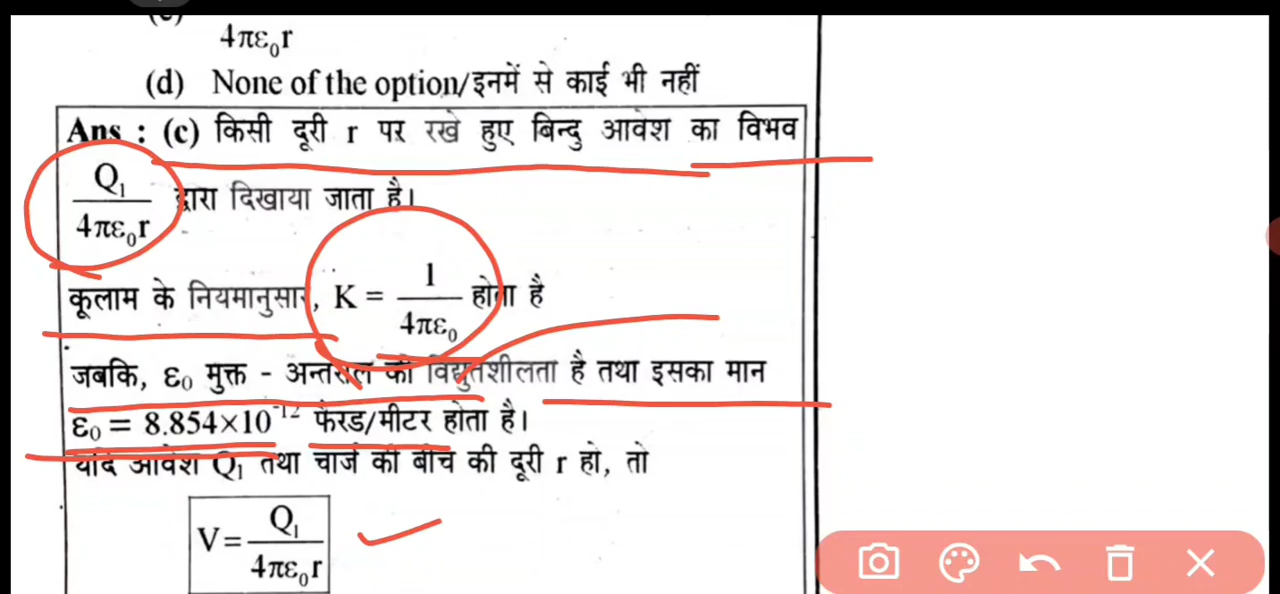 4πε₀r
(d) None of the option/इनमें से काई भी नहीं
Ans : (c) किसी दूरी r पर रखे हुए बिन्दु आवेश का विभव
Q₁
4πε₀r
द्वारा दिखाया जाता है।
कूलाम के नियमानुसार, K = 1/4πε₀ होता है
जबकि, ε₀ मुक्त - अन्तराल की विद्युतशीलता है तथा इसका मान
ε₀ = 8.854×10⁻¹² फैरड/मीटर होता है।
यदि आवेश Q₁ तथा चार्ज की बीच की दूरी r हो, तो
V = Q₁/4πε₀r